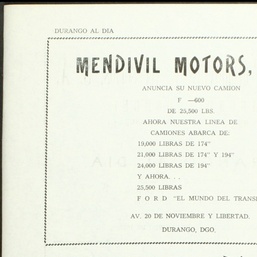 DURANGO AL DIA
MENDIVIL MOTORS,
ANUNCIA SU NUEVO CAMION
F —600
DE 25,500 LBS.
AHORA NUESTRA LINEA DE
CAMIONES ABARCA DE:
19,000 LIBRAS DE 174"
21,000 LIBRAS DE 174" Y 194"
24,000 LIBRAS DE 194"
Y AHORA. . .
25,500 LIBRAS
F O R D "EL MUNDO DEL
AV. 20 DE NOVIEMBRE Y LIBERTAD.
DURANGO, DGO.